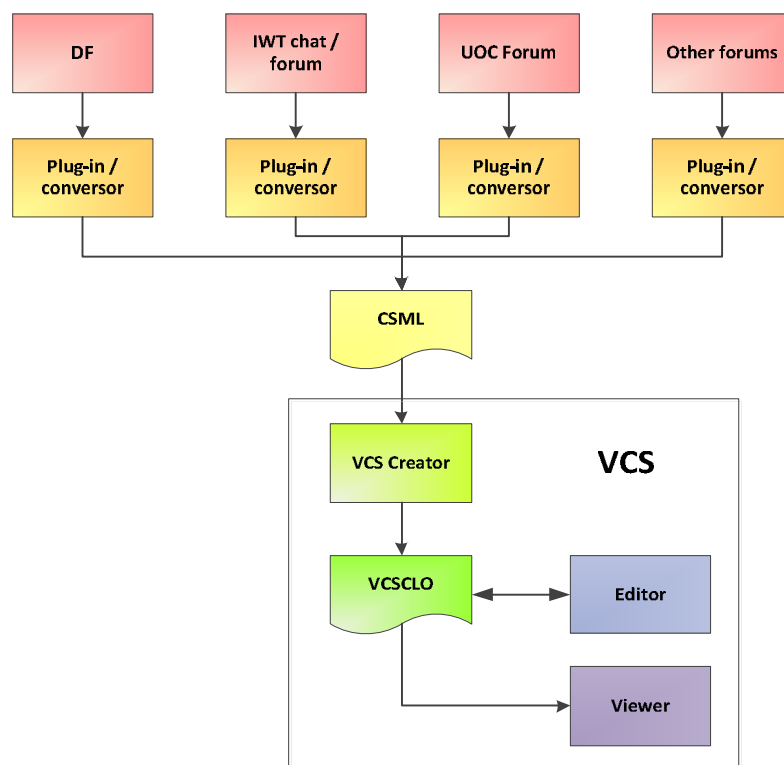 DF
IWT chat /
forum
UOC Forum
Other forums
Plug-in /
conversor
Plug-in /
conversor
Plug-in /
conversor
Plug-in /
conversor
CSML
VCS Creator
VCS
VCSCLO
Editor
Viewer